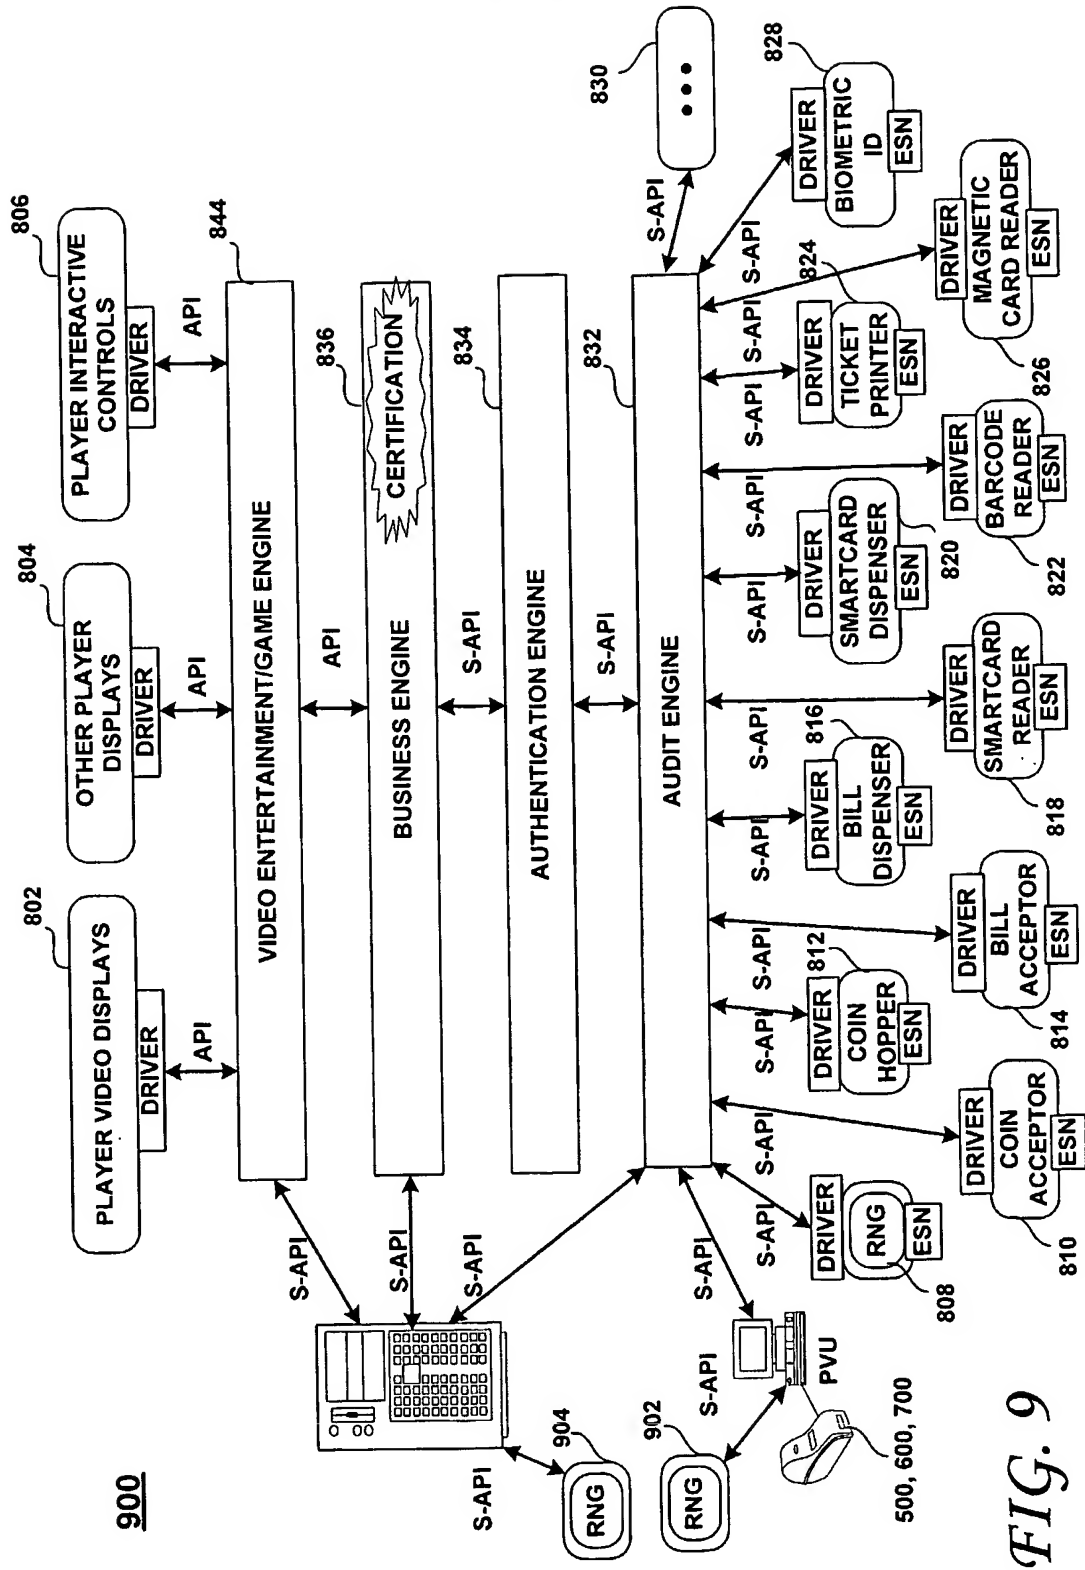 900
802
PLAYER VIDEO DISPLAYS
DRIVER
API
804
OTHER PLAYER
DISPLAYS
DRIVER
API
806
PLAYER INTERACTIVE
CONTROLS
DRIVER
API
VIDEO ENTERTAINMENT/GAME ENGINE
844
API
BUSINESS ENGINE
CERTIFICATION
836
S-API
AUTHENTICATION ENGINE
834
S-API
AUDIT ENGINE
832
S-API
S-API
S-API
S-API
904
RNG
902
RNG
S-API
S-API
PVU
500, 600, 700
S-API
DRIVER
RNG
ESN
808
S-API
DRIVER
COIN
ACCEPTOR
ESN
810
S-API
812
DRIVER
COIN
HOPPER
ESN
S-API
DRIVER
BILL
ACCEPTOR
ESN
814
S-API
816
DRIVER
BILL
DISPENSER
ESN
S-API
DRIVER
SMARTCARD
READER
ESN
818
S-API
DRIVER
SMARTCARD
DISPENSER
ESN
820
S-API
DRIVER
BARCODE
READER
ESN
822
S-API
824
DRIVER
TICKET
PRINTER
ESN
S-API
DRIVER
MAGNETIC
CARD READER
ESN
826
S-API
828
DRIVER
BIOMETRIC
ID
ESN
S-API
830
FIG. 9